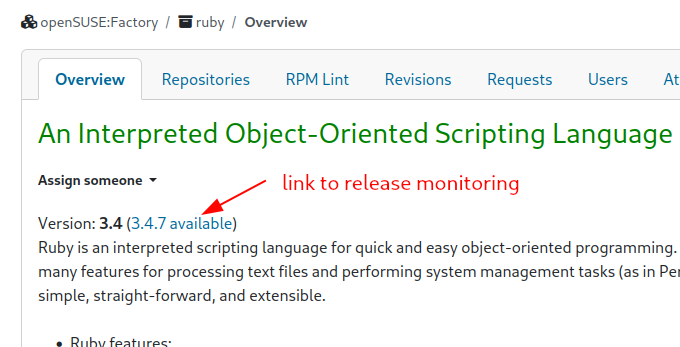 openSUSE:Factory / ruby / Overview
Overview Repositories RPM Lint Revisions Requests Users
An Interpreted Object-Oriented Scripting Language
Assign someone
link to release monitoring
Version: 3.4 (3.4.7 available)
Ruby is an interpreted scripting language for quick and easy object-oriented programming.
many features for processing text files and performing system management tasks (as in Per
simple, straight-forward, and extensible.
• Ruby features: